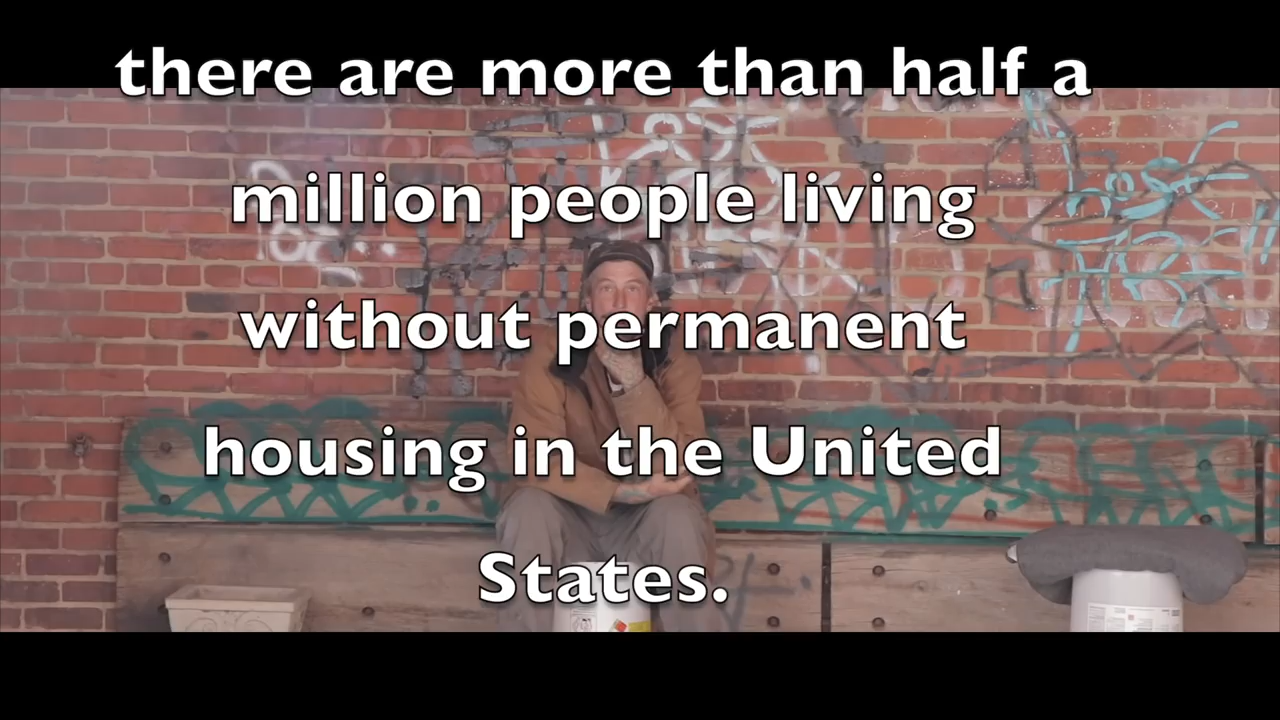 there are more than half a
million people living
without permanent
housing in the United
States.